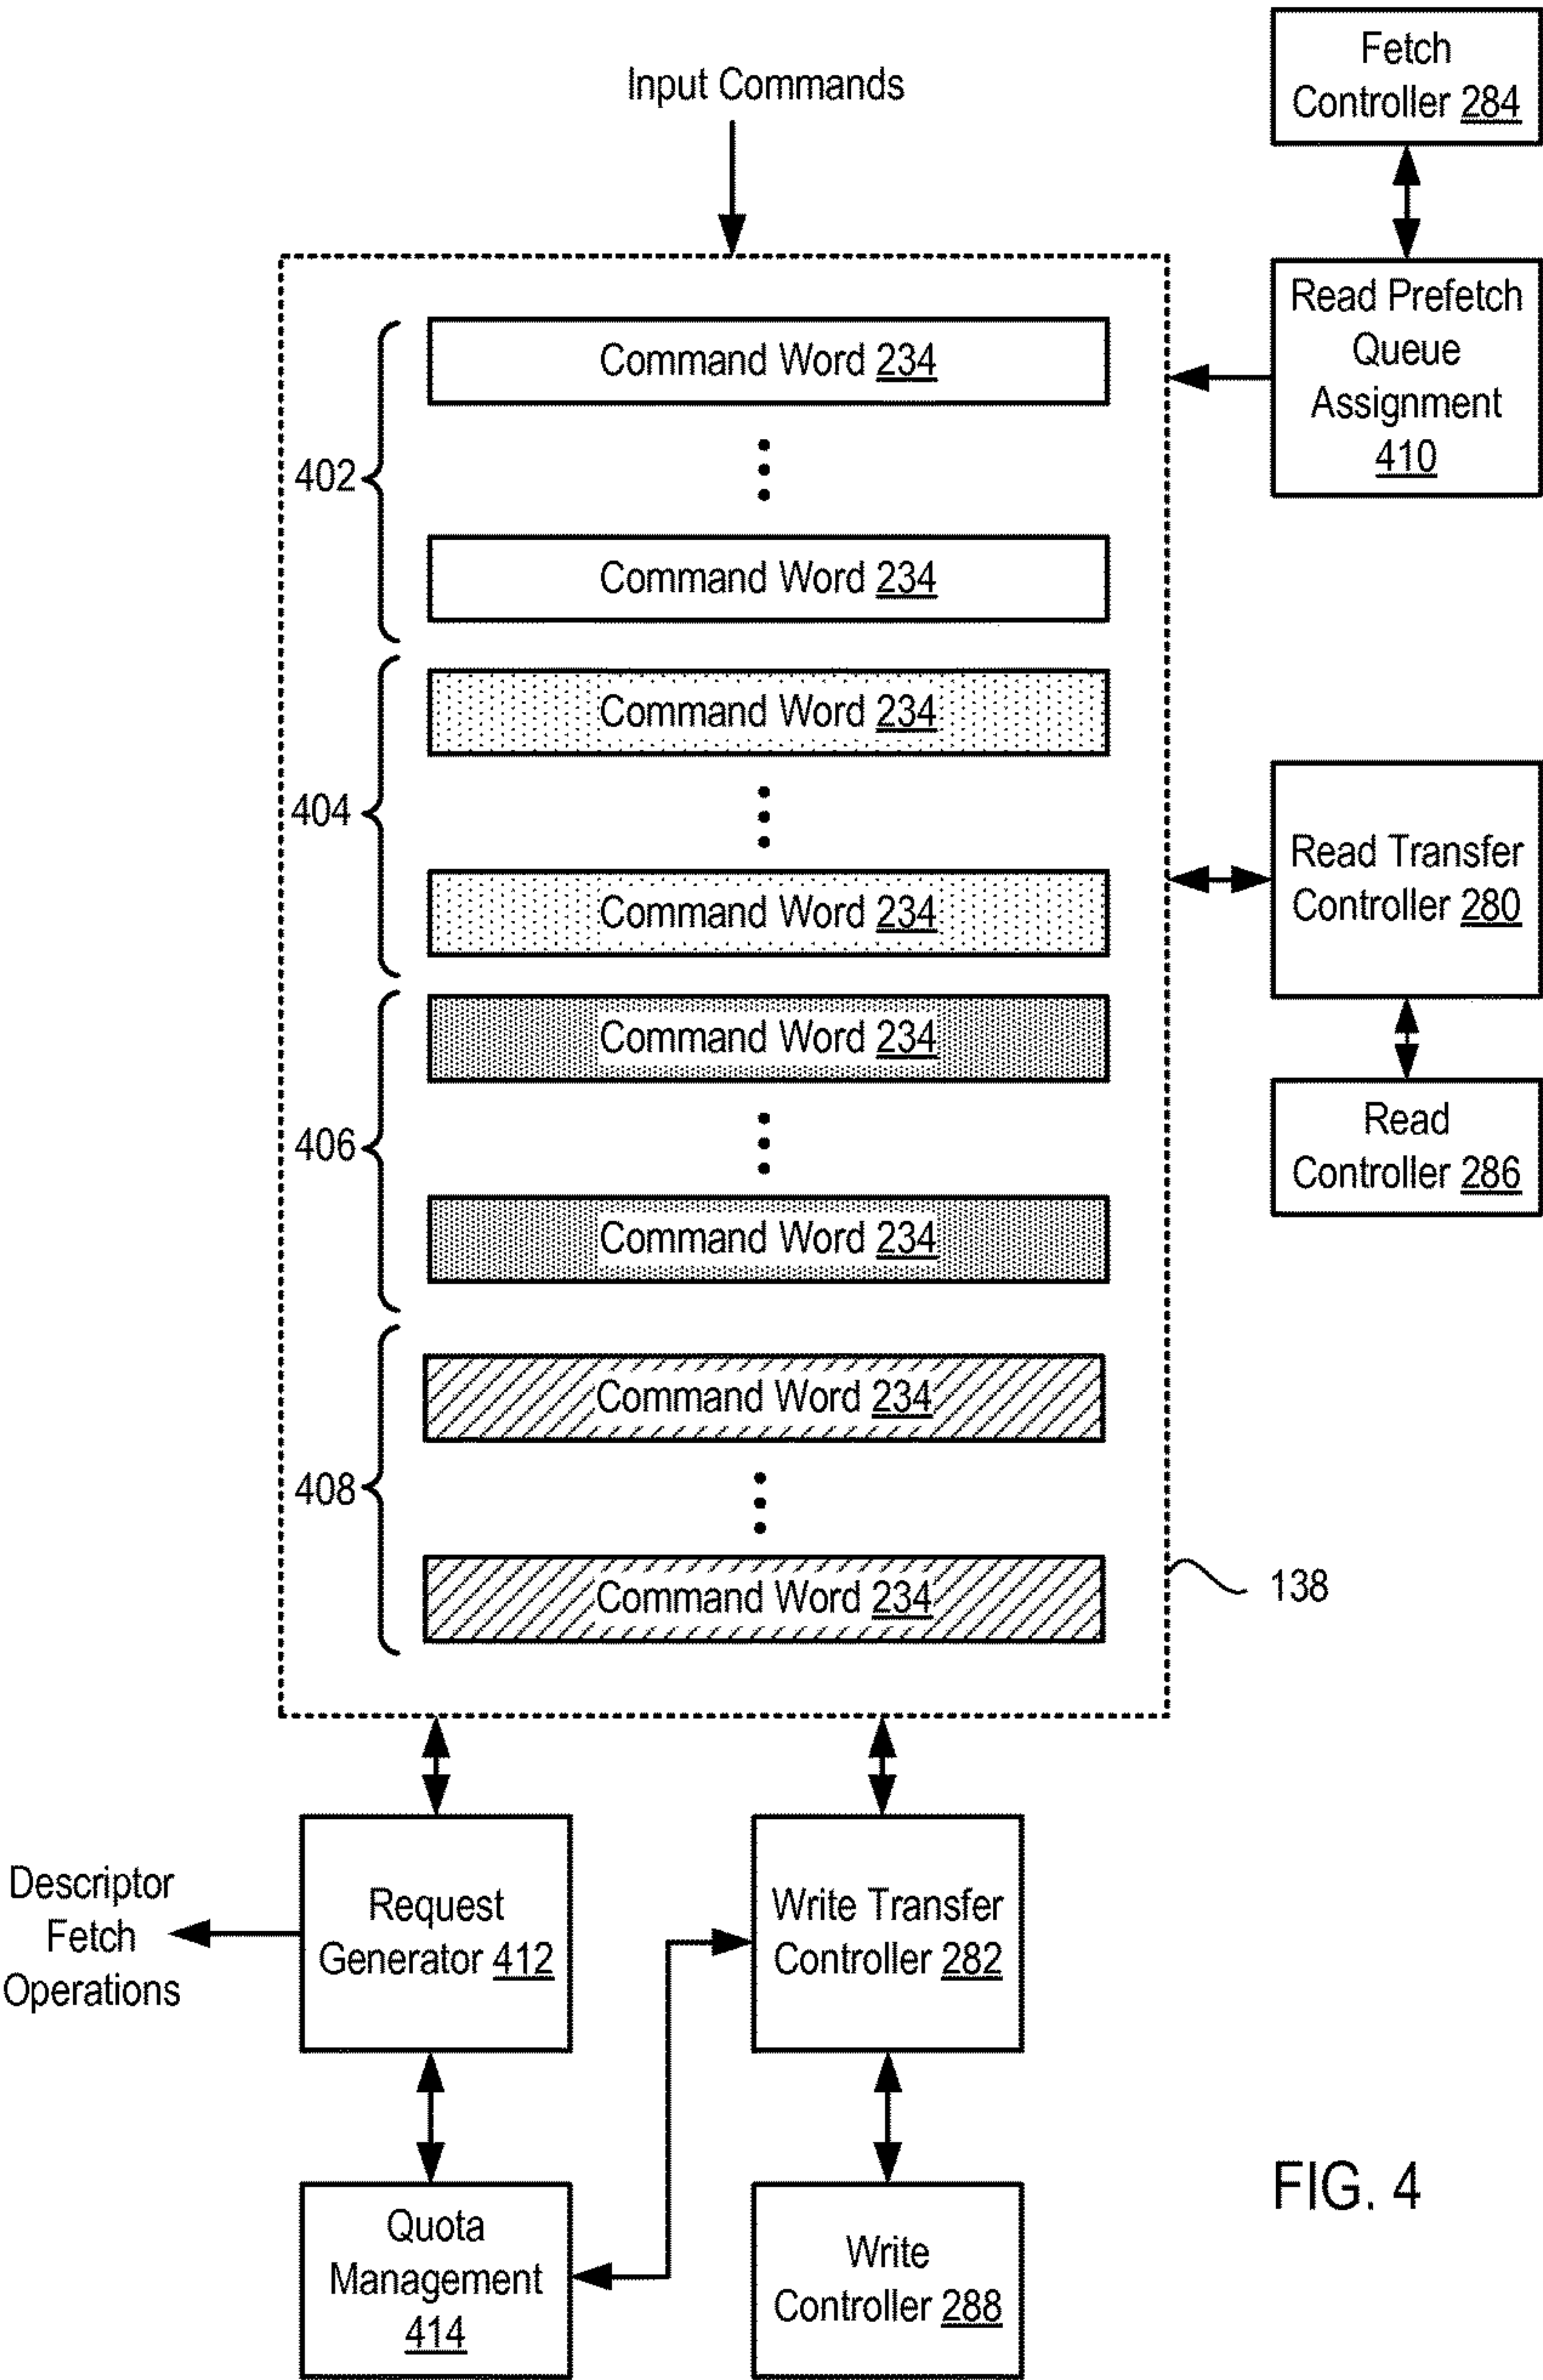 Input Commands
Fetch
Controller 284
Read Prefetch
Queue
Assignment
410
402
Command Word 234
Command Word 234
404
Command Word 234
Command Word 234
Read Transfer
Controller 280
406
Command Word 234
Command Word 234
Read
Controller 286
408
Command Word 234
Command Word 234
138
Descriptor
Fetch
Operations
Request
Generator 412
Write Transfer
Controller 282
Quota
Management
414
Write
Controller 288
FIG. 4